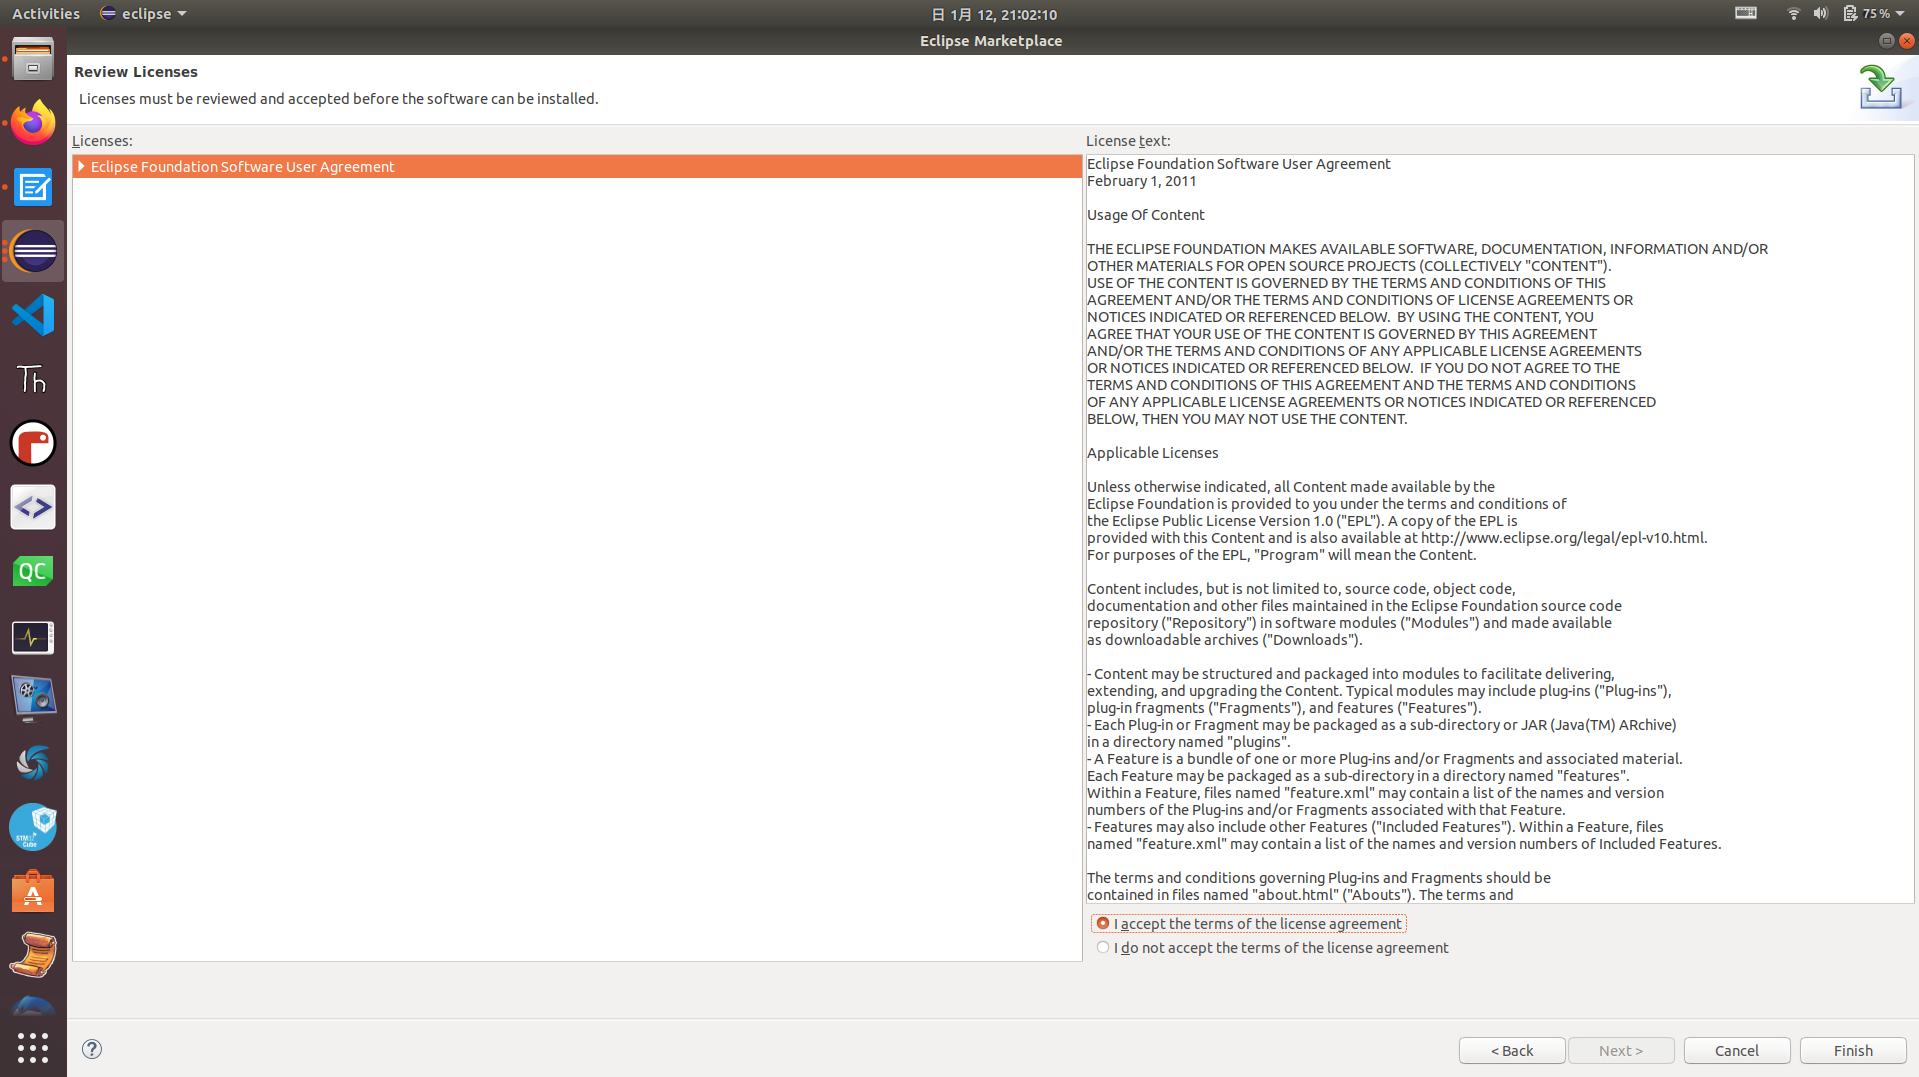 Activities
eclipse
日 1月 12, 21:02:10
75 %
Eclipse Marketplace
Review Licenses
Licenses must be reviewed and accepted before the software can be installed.
Licenses:
Eclipse Foundation Software User Agreement
License text:
Eclipse Foundation Software User Agreement
February 1, 2011
Usage Of Content
THE ECLIPSE FOUNDATION MAKES AVAILABLE SOFTWARE, DOCUMENTATION, INFORMATION AND/OR
OTHER MATERIALS FOR OPEN SOURCE PROJECTS (COLLECTIVELY "CONTENT").
USE OF THE CONTENT IS GOVERNED BY THE TERMS AND CONDITIONS OF THIS
AGREEMENT AND/OR THE TERMS AND CONDITIONS OF LICENSE AGREEMENTS OR
NOTICES INDICATED OR REFERENCED BELOW.  BY USING THE CONTENT, YOU
AGREE THAT YOUR USE OF THE CONTENT IS GOVERNED BY THIS AGREEMENT
AND/OR THE TERMS AND CONDITIONS OF ANY APPLICABLE LICENSE AGREEMENTS
OR NOTICES INDICATED OR REFERENCED BELOW.  IF YOU DO NOT AGREE TO THE
TERMS AND CONDITIONS OF THIS AGREEMENT AND THE TERMS AND CONDITIONS
OF ANY APPLICABLE LICENSE AGREEMENTS OR NOTICES INDICATED OR REFERENCED
BELOW, THEN YOU MAY NOT USE THE CONTENT.
Applicable Licenses
Unless otherwise indicated, all Content made available by the
Eclipse Foundation is provided to you under the terms and conditions of
the Eclipse Public License Version 1.0 ("EPL"). A copy of the EPL is
provided with this Content and is also available at http://www.eclipse.org/legal/epl-v10.html.
For purposes of the EPL, "Program" will mean the Content.
Content includes, but is not limited to, source code, object code,
documentation and other files maintained in the Eclipse Foundation source code
repository ("Repository") in software modules ("Modules") and made available
as downloadable archives ("Downloads").
- Content may be structured and packaged into modules to facilitate delivering,
extending, and upgrading the Content. Typical modules may include plug-ins ("Plug-ins"),
plug-in fragments ("Fragments"), and features ("Features").
- Each Plug-in or Fragment may be packaged as a sub-directory or JAR (Java(TM) ARchive)
in a directory named "plugins".
- A Feature is a bundle of one or more Plug-ins and/or Fragments and associated material.
Each Feature may be packaged as a sub-directory in a directory named "features".
Within a Feature, files named "feature.xml" may contain a list of the names and version
numbers of the Plug-ins and/or Fragments associated with that Feature.
- Features may also include other Features ("Included Features"). Within a Feature, files
named "feature.xml" may contain a list of the names and version numbers of Included Features.
The terms and conditions governing Plug-ins and Fragments should be
contained in files named "about.html" ("Abouts"). The terms and
I accept the terms of the license agreement
I do not accept the terms of the license agreement
Th
QC
STM32
Cube
A
?
< Back
Next >
Cancel
Finish